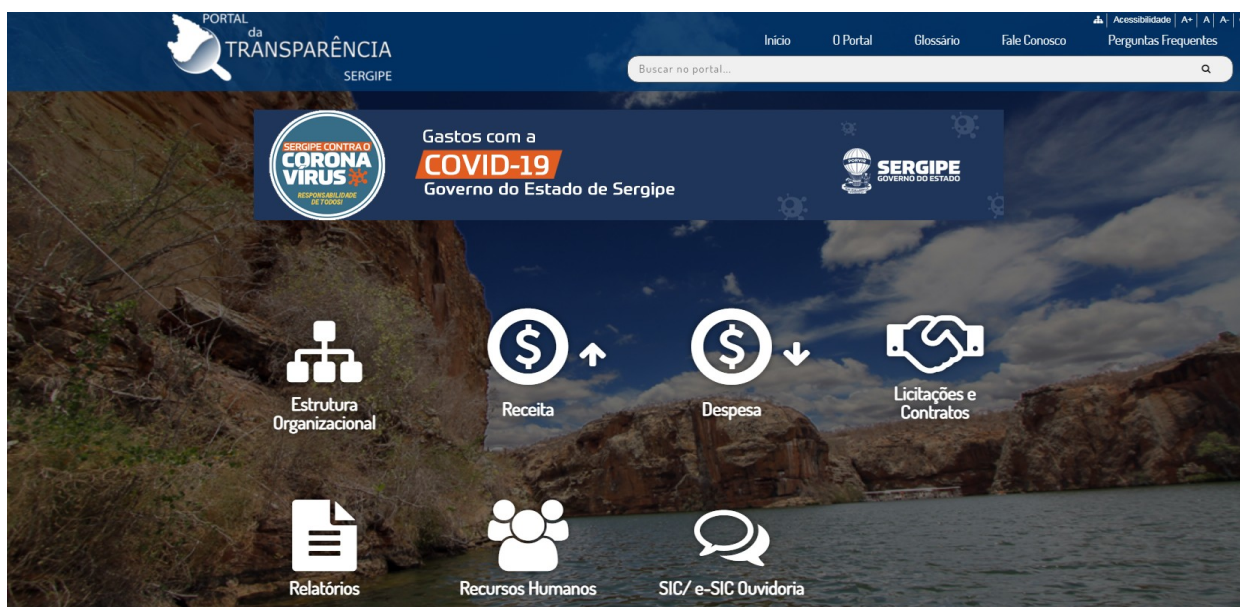 PORTAL
da
TRANSPARÊNCIA
SERGIPE
Acessibilidade A+ A A-
Início O Portal Glossário Fale Conosco Perguntas Frequentes
Buscar no portal...
SERGIPE CONTRA O
CORONA
VÍRUS
RESPONSABILIDADE
DE TODOS!
Gastos com a
COVID-19
Governo do Estado de Sergipe
SERGIPE
GOVERNO DO ESTADO
Estrutura
Organizacional
Receita
Despesa
Licitações e
Contratos
Relatórios
Recursos Humanos
SIC/ e-SIC Ouvidoria